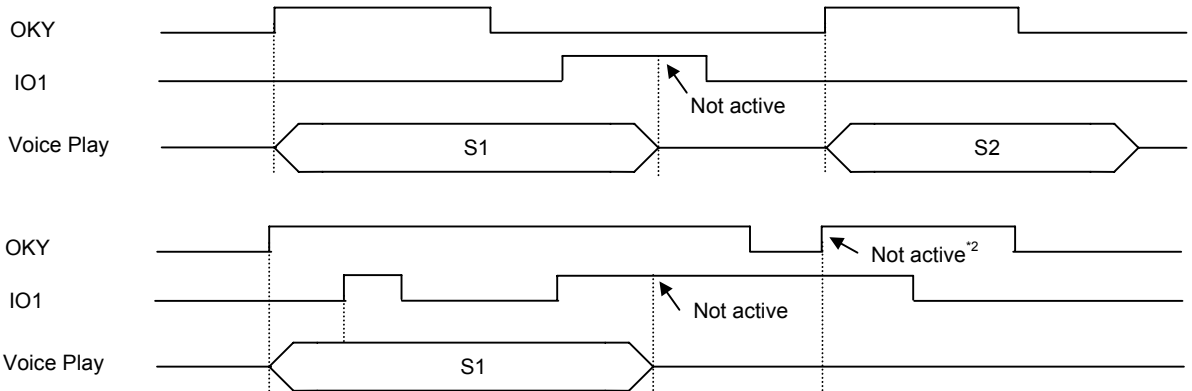 OKY
IO1
Not active
Voice Play S1 S2
OKY
Not active*2
IO1
Not active
Voice Play S1